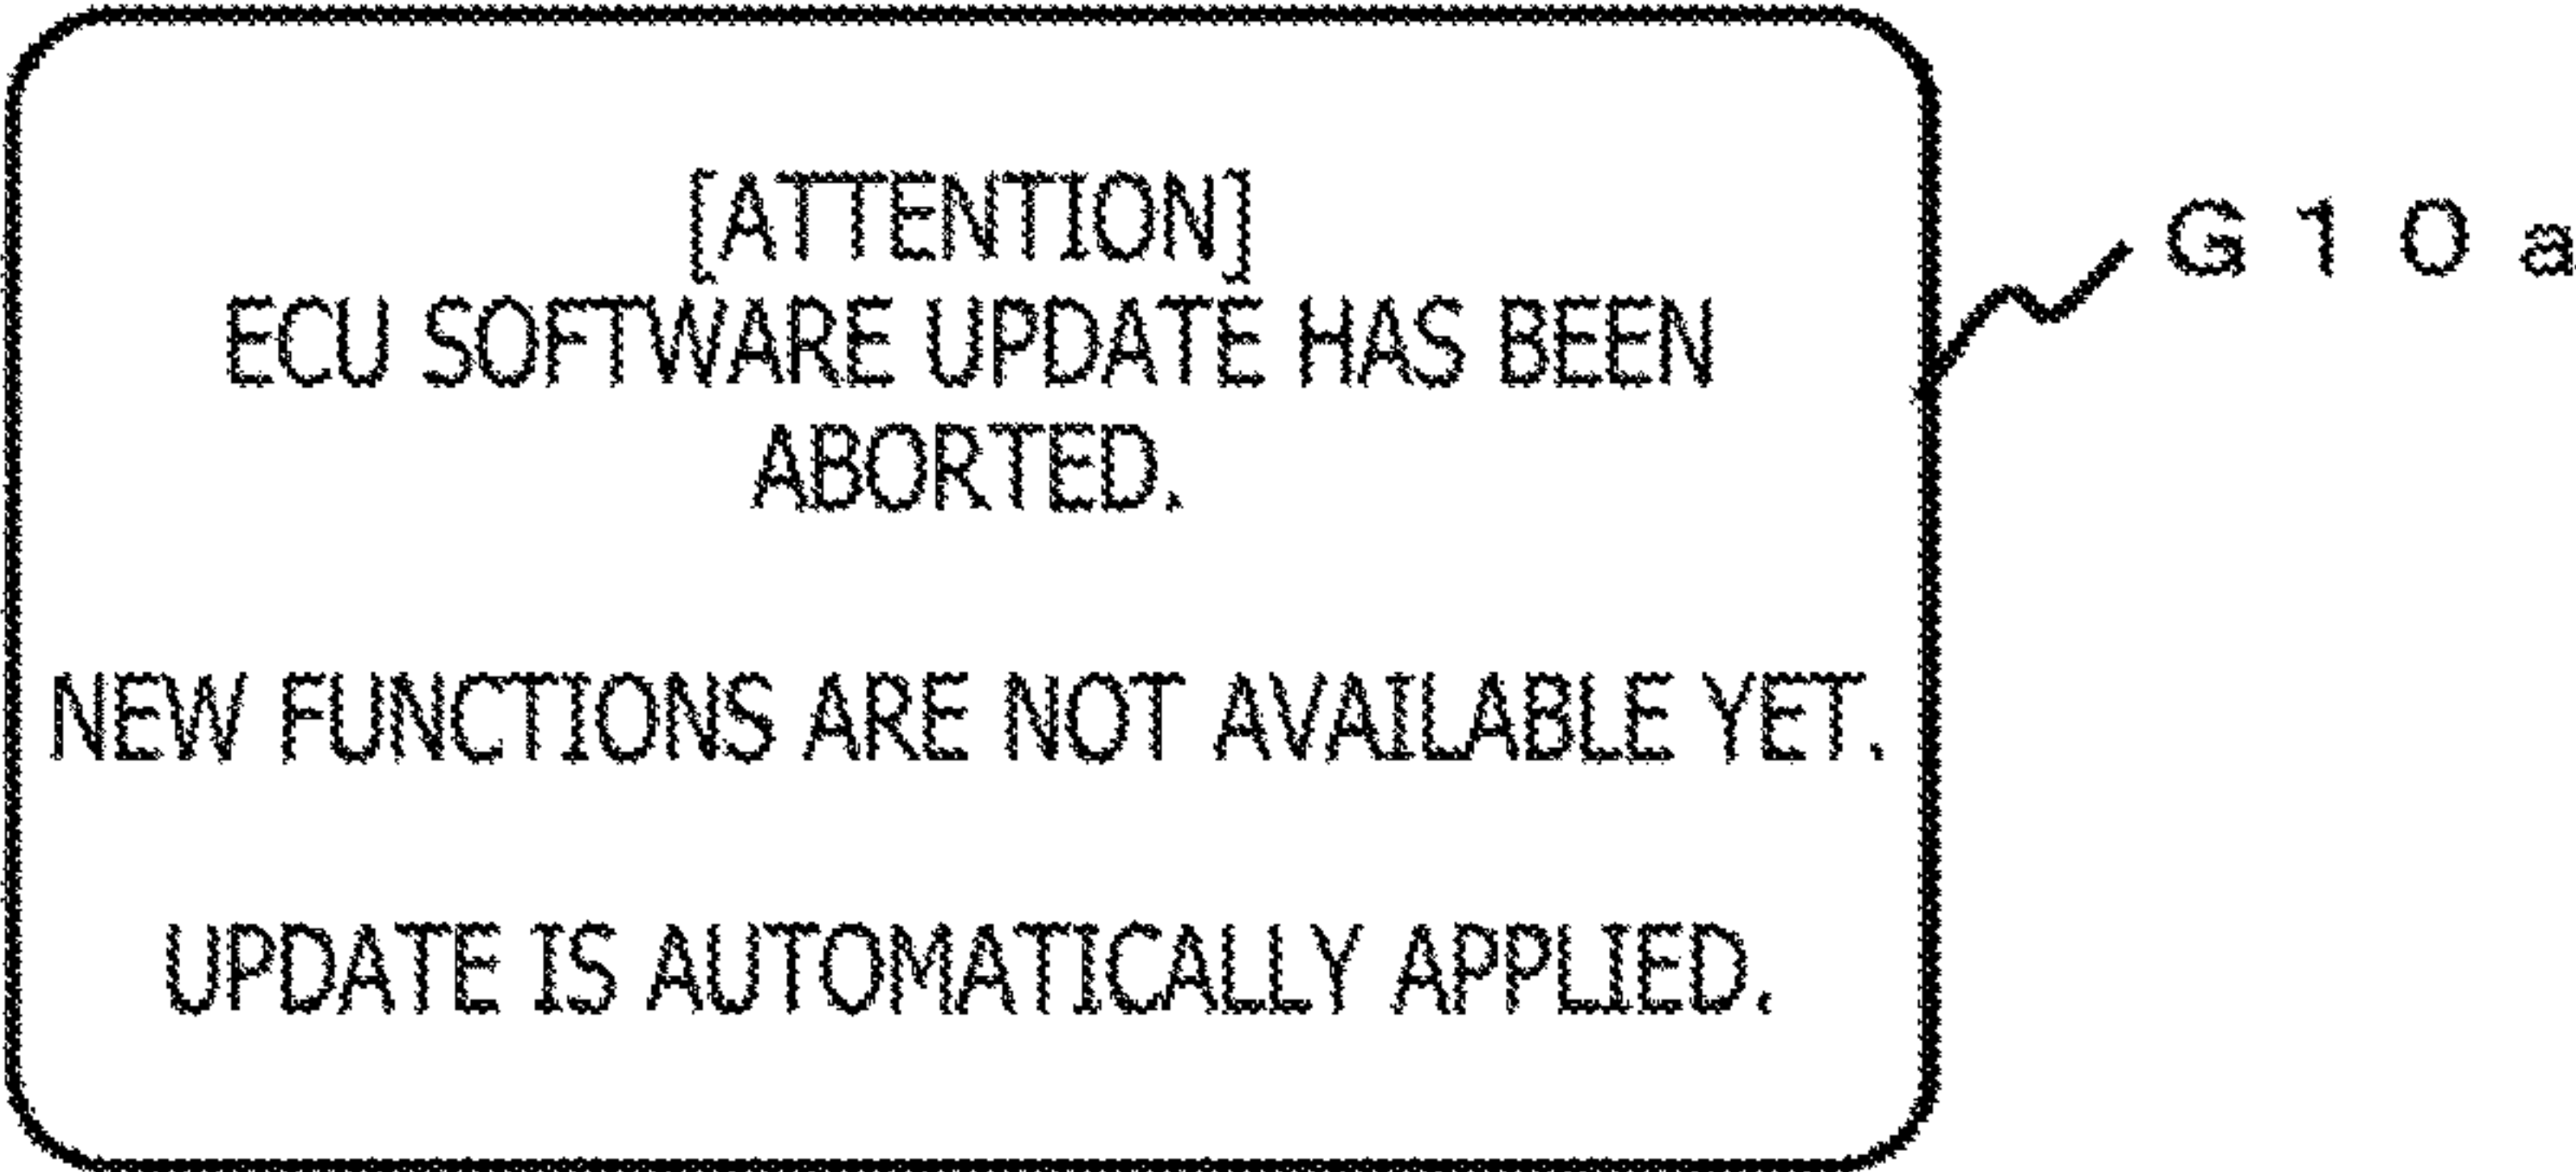 [ATTENTION]
ECU SOFTWARE UPDATE HAS BEEN
ABORTED.
NEW FUNCTIONS ARE NOT AVAILABLE YET.
UPDATE IS AUTOMATICALLY APPLIED.
G10a